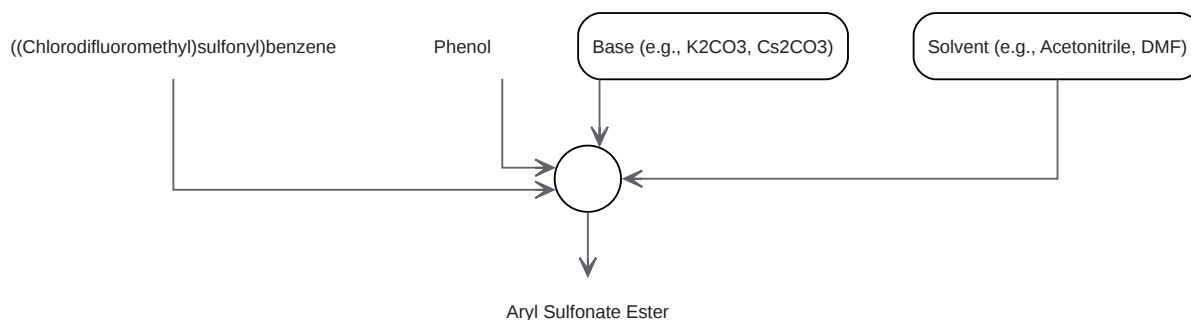 ((Chlorodifluoromethyl)sulfonyl)benzene
Phenol
Base (e.g., K2CO3, Cs2CO3)
Solvent (e.g., Acetonitrile, DMF)
Aryl Sulfonate Ester